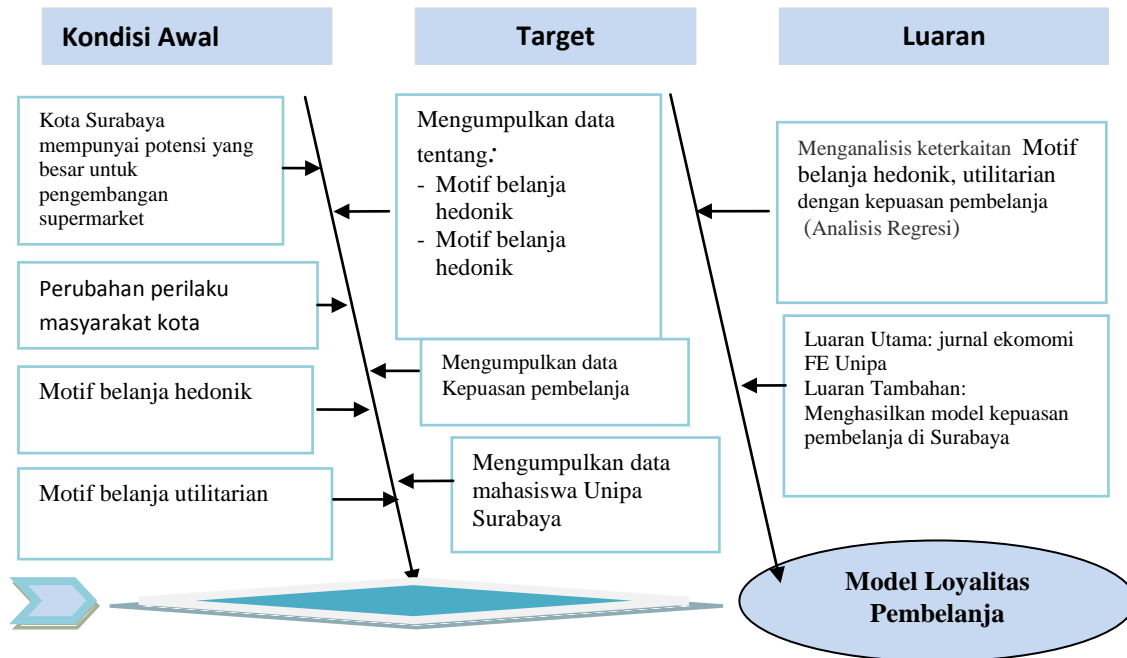 Kondisi Awal
Target
Luaran
Kota Surabaya
mempunyai potensi yang
besar untuk
pengembangan
supermarket
Perubahan perilaku
masyarakat kota
Motif belanja hedonik
Motif belanja utilitarian
Mengumpulkan data
tentang:
- Motif belanja
hedonik
- Motif belanja
hedonik
Mengumpulkan data
Kepuasan pembelanja
Mengumpulkan data
mahasiswa Unipa
Surabaya
Menganalisis keterkaitan Motif
belanja hedonik, utilitarian
dengan kepuasan pembelanja
(Analisis Regresi)
Luaran Utama: jurnal ekomomi
FE Unipa
Luaran Tambahan:
Menghasilkan model kepuasan
pembelanja di Surabaya
Model Loyalitas
Pembelanja